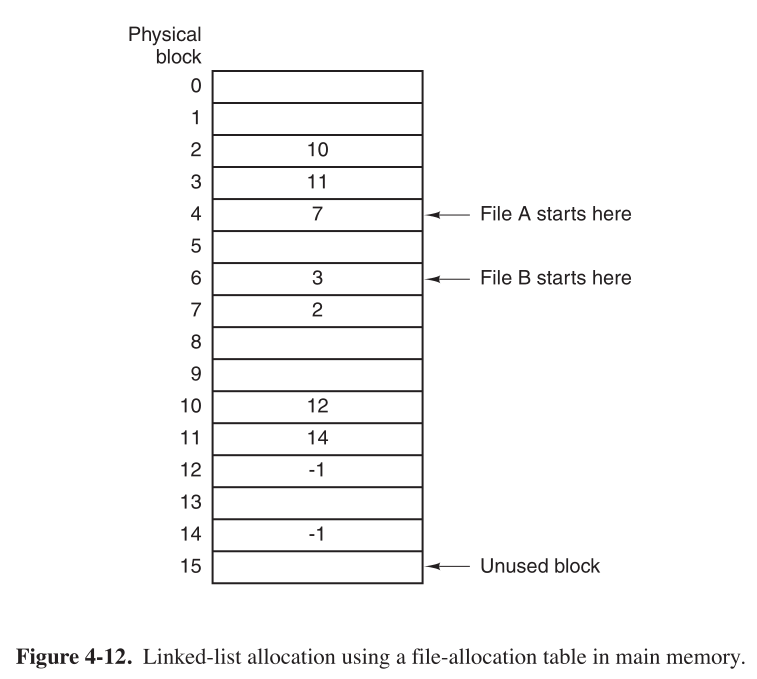 Physical
block
0
1
2 10
3 11
4 7 File A starts here
5
6 3 File B starts here
7 2
8
9
10 12
11 14
12 -1
13
14 -1
15 Unused block
Figure 4-12. Linked-list allocation using a file-allocation table in main memory.